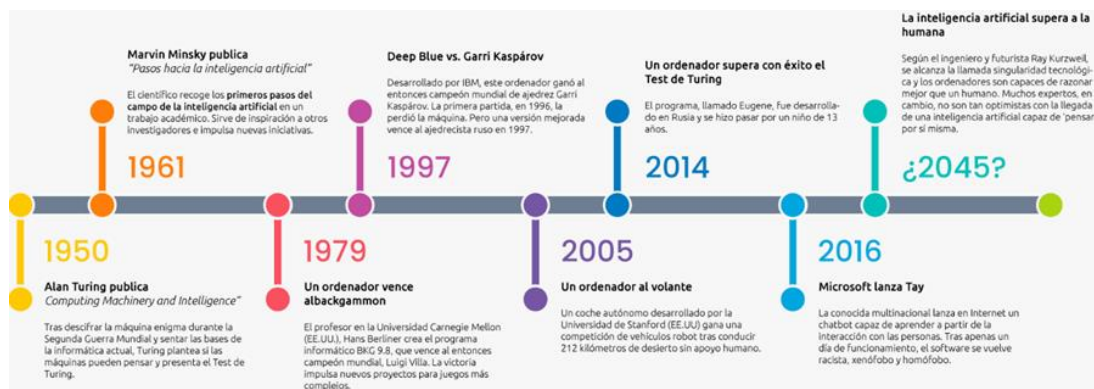 Marvin Minsky publica
"Pasos hacia la inteligencia artificial"
El científico recoge los primeros pasos del
campo de la inteligencia artificial en un
trabajo académico. Sirve de inspiración a otros
investigadores e impulsa nuevas iniciativas.
1961
Deep Blue vs. Garri Kaspárov
Desarrollado por IBM, este ordenador ganó al
entonces campeón mundial de ajedrez Garri
Kaspárov. La primera partida, en 1996, la
perdió la máquina. Pero una versión mejorada
vence al ajedrecista ruso en 1997.
1997
Un ordenador supera con éxito el
Test de Turing
El programa, llamado Eugene, fue desarrolla-
do en Rusia y se hizo pasar por un niño de 13
años.
2014
La inteligencia artificial supera a la
humana
Según el ingeniero y futurista Ray Kurzweil,
se alcanza la llamada singularidad tecnológi-
ca y los ordenadores son capaces de razonar
mejor que un humano. Muchos expertos, en
cambio, no son tan optimistas con la llegada
de una inteligencia artificial capaz de 'pensar'
por sí misma.
¿2045?
1950
Alan Turing publica
Computing Machinery and Intelligence"
Tras descifrar la máquina enigma durante la
Segunda Guerra Mundial y sentar las bases de
la informática actual, Turing plantea si las
máquinas pueden pensar y presenta el Test de
Turing.
1979
Un ordenador vence
albackgammon
El profesor en la Universidad Carnegie Mellon
(EE.UU.), Hans Berliner crea el programa
informático BKG 9.8, que vence al entonces
campeón mundial, Luigi Villa. La victoria
impulsa nuevos proyectos para juegos más
complejos.
2005
Un ordenador al volante
Un coche autónomo desarrollado por la
Universidad de Stanford (EE.UU) gana una
competición de vehículos robot tras conducir
212 kilómetros de desierto sin apoyo humano.
2016
Microsoft lanza Tay
La conocida multinacional lanza en Internet un
chatbot capaz de aprender a partir de la
interacción con las personas. Tras apenas un
día de funcionamiento, el software se vuelve
racista, xenófobo y homófobo.